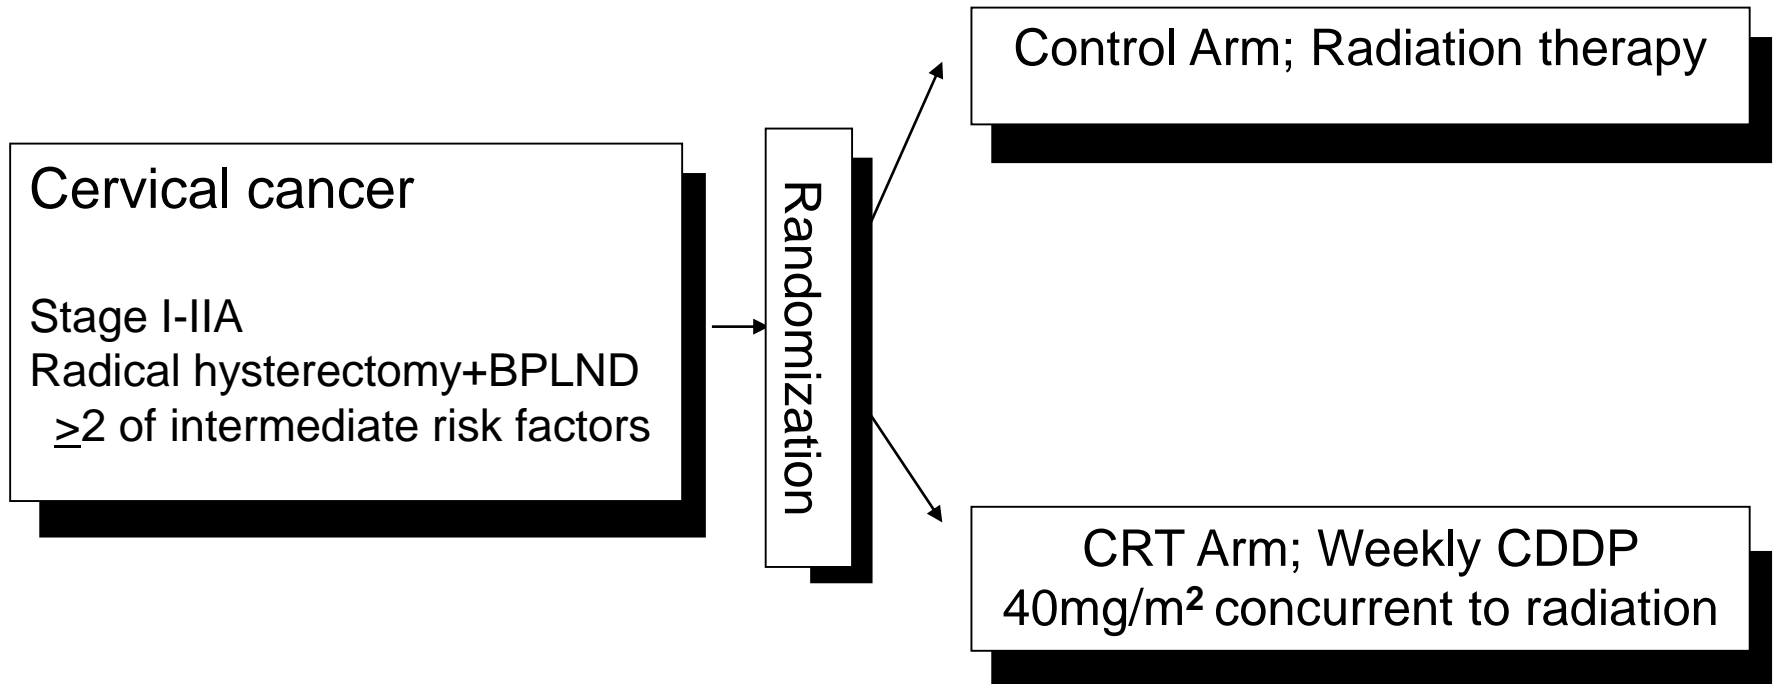 Cervical cancer
Stage I-IIA
Radical hysterectomy+BPLND
≥2 of intermediate risk factors
Randomization
Control Arm; Radiation therapy
CRT Arm; Weekly CDDP
40mg/m² concurrent to radiation